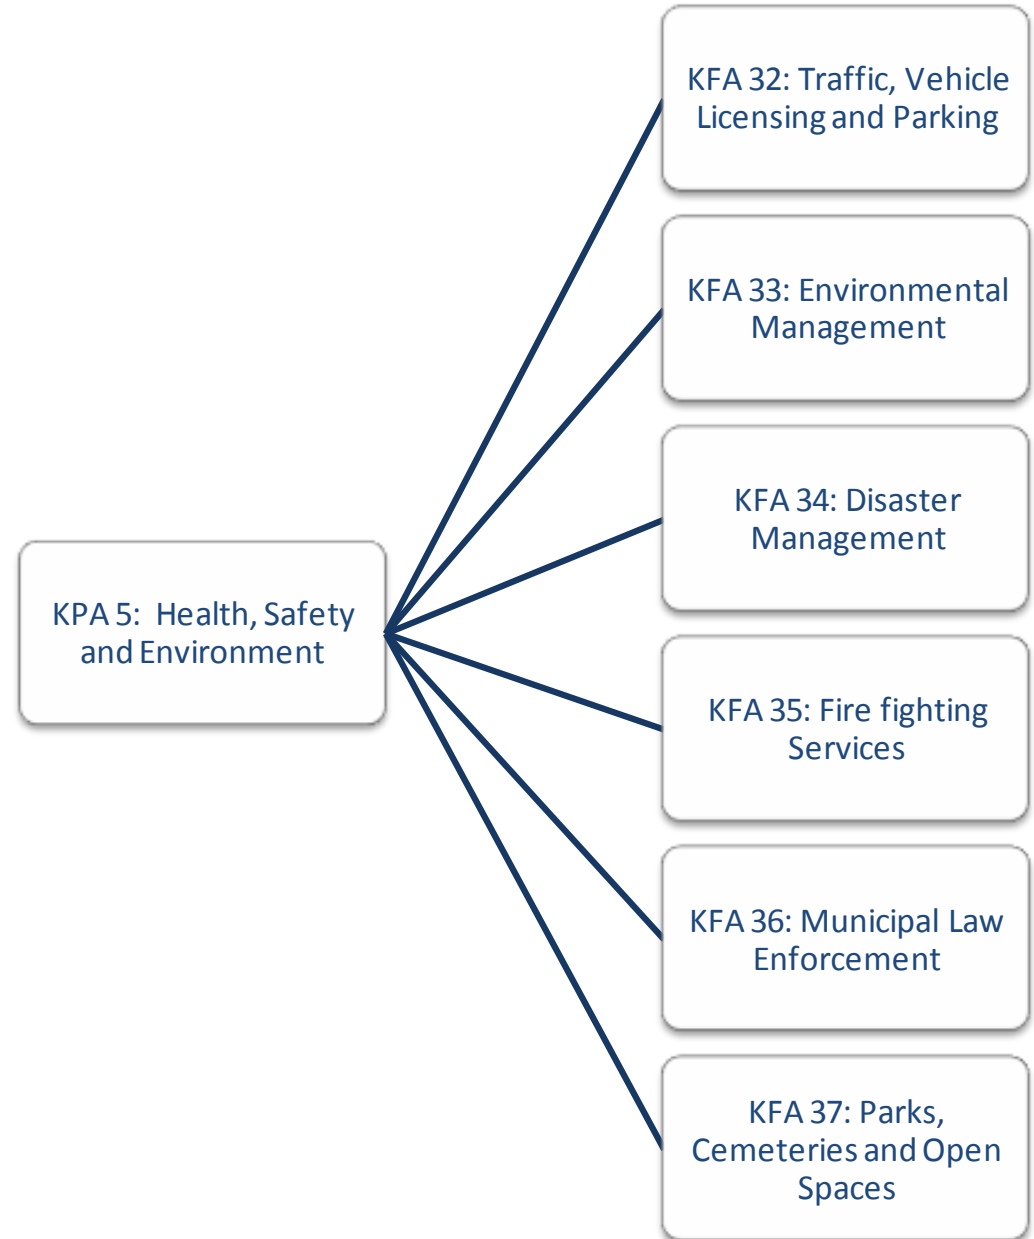 KFA 32: Traffic, Vehicle
Licensing and Parking
KFA 33: Environmental
Management
KFA 34: Disaster
Management
KPA 5: Health, Safety
and Environment
KFA 35: Fire fighting
Services
KFA 36: Municipal Law
Enforcement
KFA 37: Parks,
Cemeteries and Open
Spaces